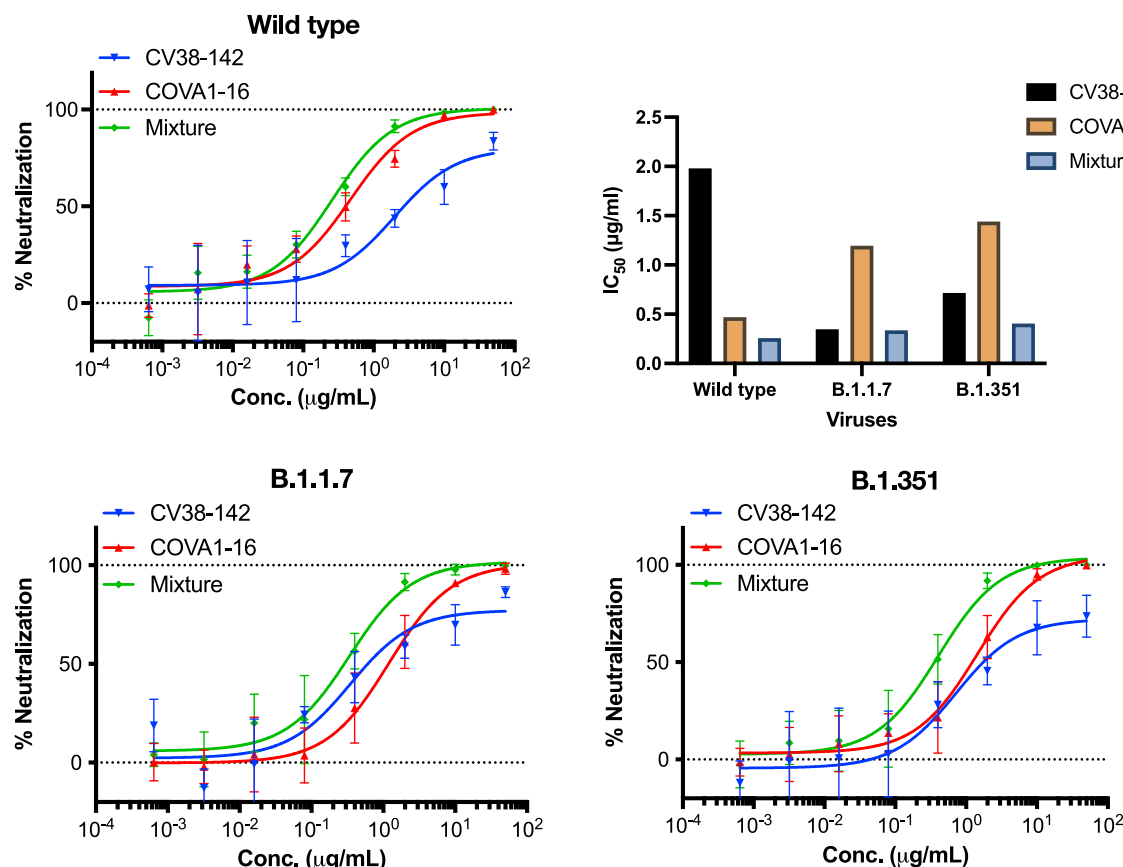 Wild type
CV38-142
COVA1-16
Mixture
100
50
0
% Neutralization
10⁻⁴ 10⁻³ 10⁻² 10⁻¹ 10⁰ 10¹ 10²
Conc. (μg/mL)
CV38-
COVA
Mixtur
2.5
2.0
1.5
1.0
0.5
0.0
IC₅₀ (μg/ml)
Wild type B.1.1.7 B.1.351
Viruses
B.1.1.7
CV38-142
COVA1-16
Mixture
100
50
0
% Neutralization
10⁻⁴ 10⁻³ 10⁻² 10⁻¹ 10⁰ 10¹ 10²
Conc. (μg/mL)
B.1.351
CV38-142
COVA1-16
Mixture
100
50
0
% Neutralization
10⁻⁴ 10⁻³ 10⁻² 10⁻¹ 10⁰ 10¹ 10²
Conc. (μg/mL)